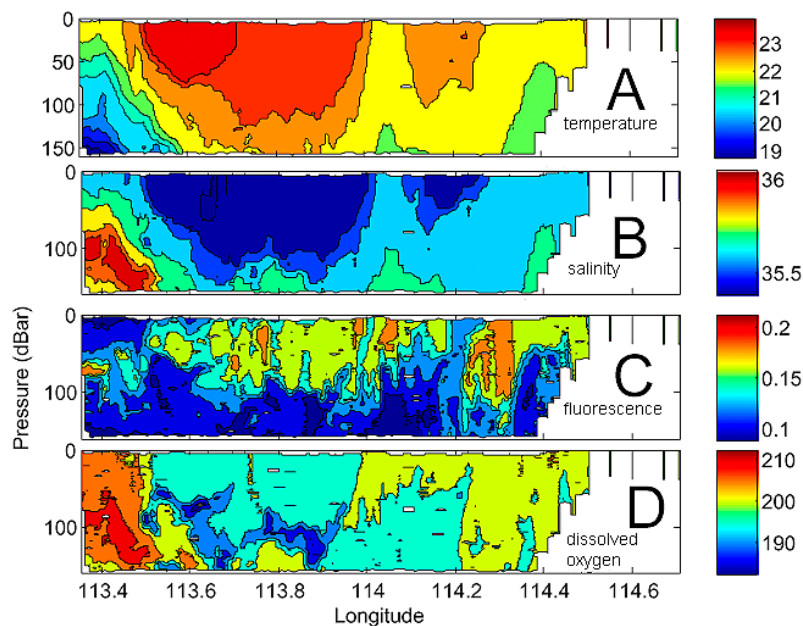 0
50
100
150
A
temperature
23
22
21
20
19
0
100
B
salinity
36
35.5
Pressure (dBar)
0
100
0
C
fluorescence
0.2
0.15
0.1
0
100
D
dissolved
oxygen
210
200
190
113.4 113.6 113.8 114 114.2 114.4 114.6
Longitude